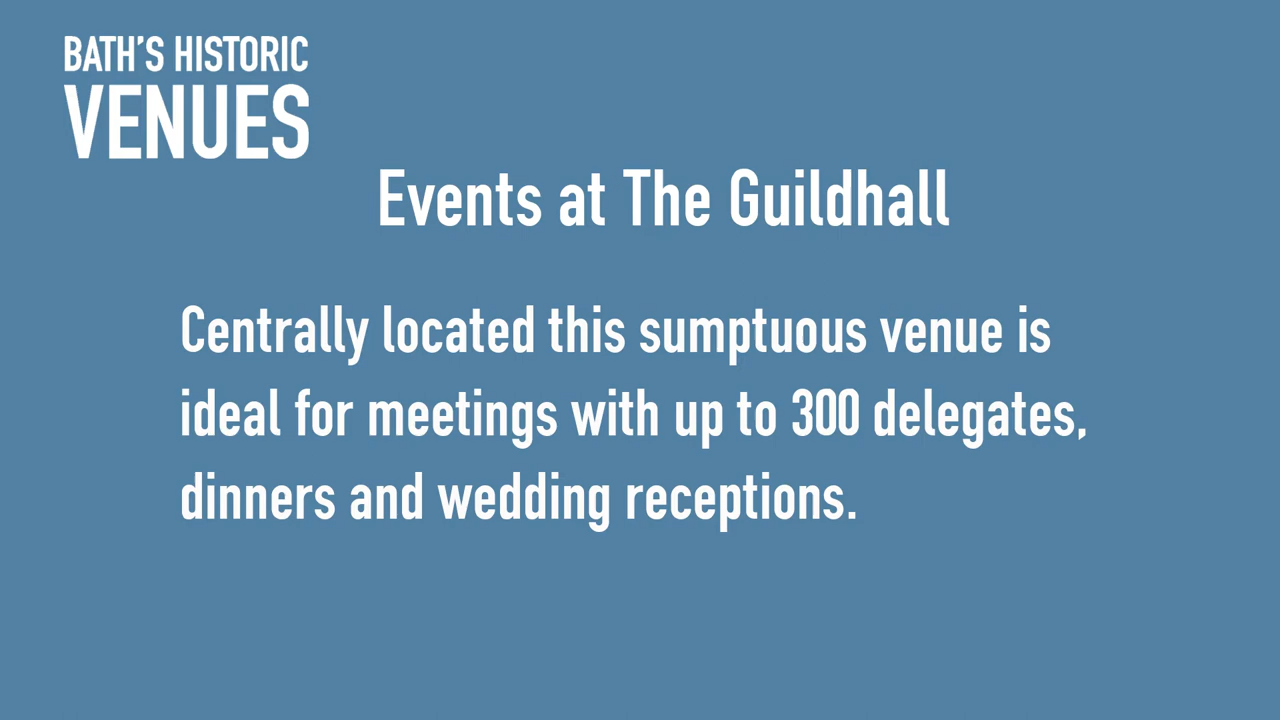 BATH'S HISTORIC
VENUES
Events at The Guildhall
Centrally located this sumptuous venue is
ideal for meetings with up to 300 delegates,
dinners and wedding receptions.